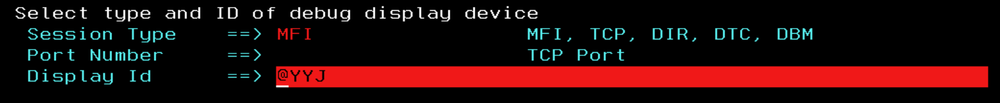 Select type and ID of debug display device
Session Type ==> MFI MFI, TCP, DIR, DTC, DBM
Port Number ==> TCP Port
Display Id ==> @YYJ